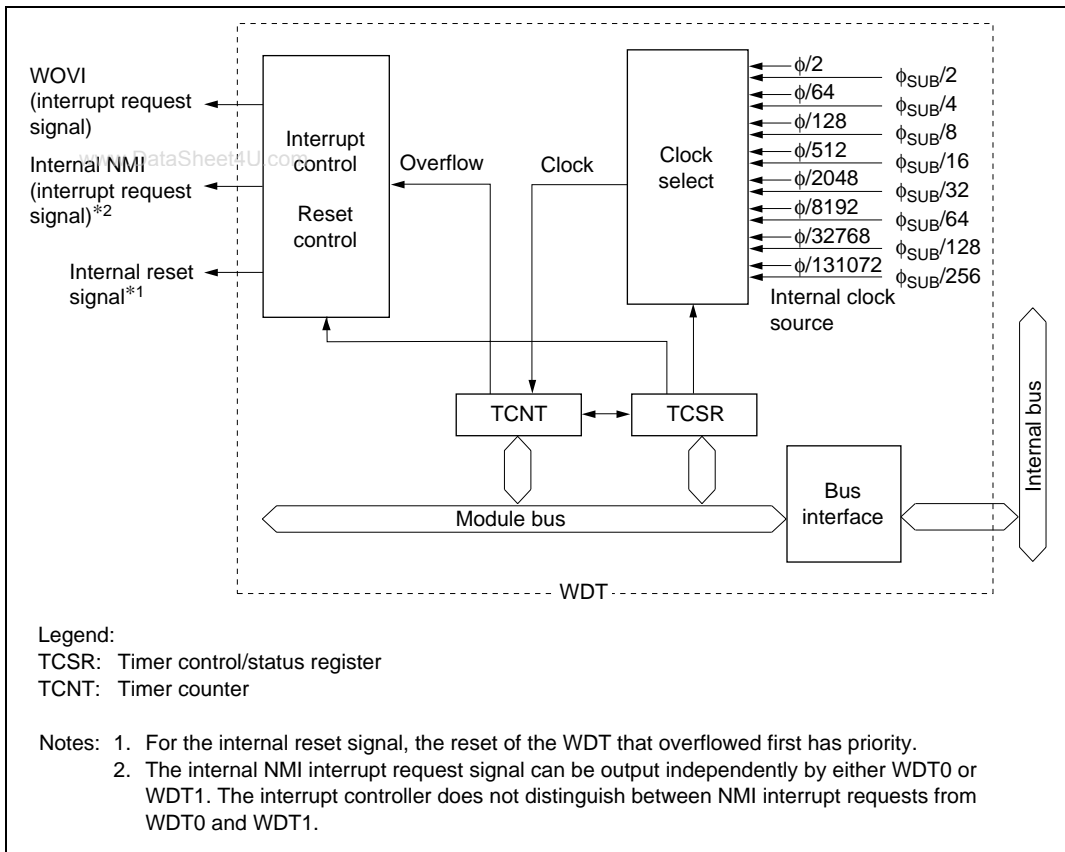 WOVI
(interrupt request
signal)
Internal NMI
(interrupt request
signal)*2
Internal reset
signal*1
www.DataSheet4U.com
Interrupt
control
Reset
control
Overflow
Clock
Clock
select
ϕ/2
ϕSUB/2
ϕ/64
ϕSUB/4
ϕ/128
ϕSUB/8
ϕ/512
ϕSUB/16
ϕ/2048
ϕSUB/32
ϕ/8192
ϕSUB/64
ϕ/32768
ϕSUB/128
ϕ/131072
ϕSUB/256
Internal clock
source
TCNT
TCSR
Module bus
Bus
interface
Internal bus
WDT
Legend:
TCSR: Timer control/status register
TCNT: Timer counter
Notes: 1. For the internal reset signal, the reset of the WDT that overflowed first has priority.
2. The internal NMI interrupt request signal can be output independently by either WDT0 or
WDT1. The interrupt controller does not distinguish between NMI interrupt requests from
WDT0 and WDT1.